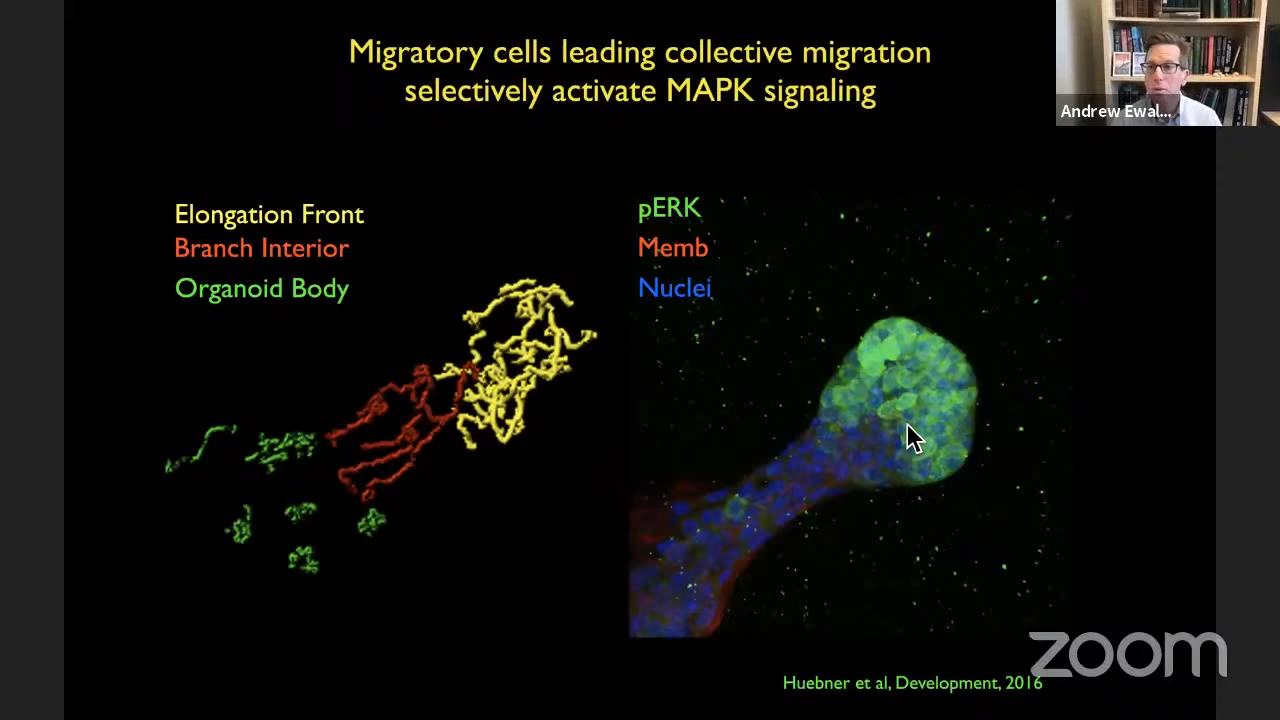 Migratory cells leading collective migration
selectively activate MAPK signaling
Andrew Ewal...
Elongation Front
Branch Interior
Organoid Body
pERK
Memb
Nuclei
zoom
Huebner et al, Development, 2016